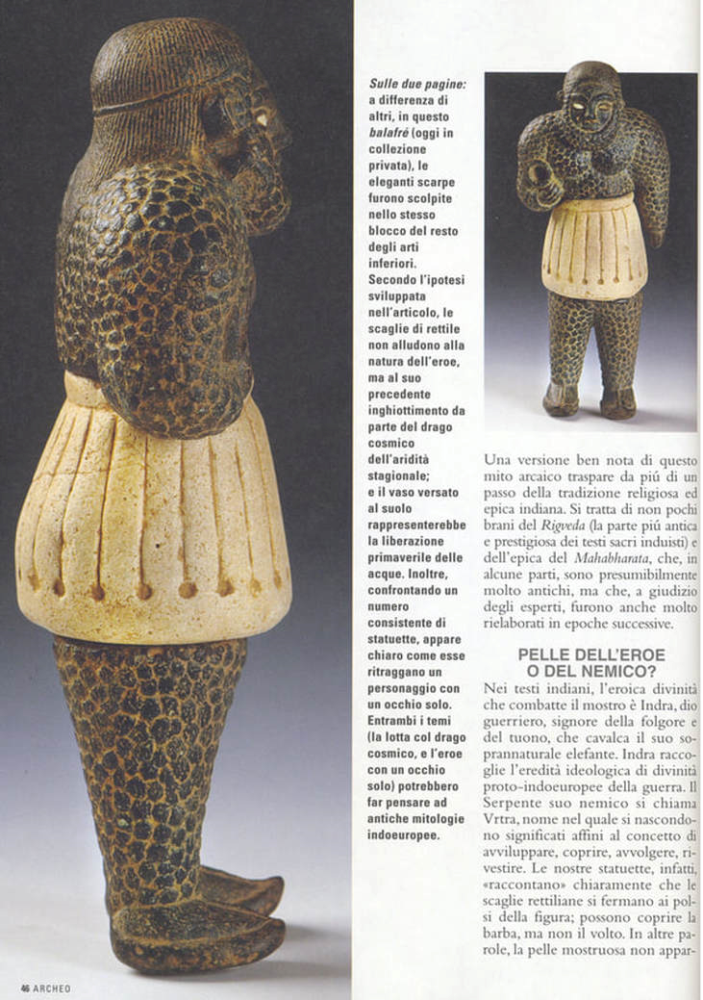 Sulle due pagine:
a differenza di
altri, in questo
balafré (oggi in
collezione
privata), le
eleganti scarpe
furono scolpite
nello stesso
blocco del resto
degli arti
inferiori.
Secondo l'ipotesi
sviluppata
nell'articolo, le
scaglie di rettile
non alludono alla
natura dell'eroe,
ma al suo
precedente
inghiottimento da
parte del drago
cosmico
dell'aridità
stagionale;
e il vaso versato
al suolo
rappresenterebbe
la liberazione
primaverile delle
acque. Inoltre,
confrontando un
numero
consistente di
statuette, appare
chiaro come esse
ritraggano un
personaggio con
un occhio solo.
Entrambi i temi
(la lotta col drago
cosmico, e l'eroe
con un occhio
solo) potrebbero
far pensare ad
antiche mitologie
indoeuropee.
Una versione ben nota di questo
mito arcaico traspare da piú di un
passo della tradizione religiosa ed
epica indiana. Si tratta di non pochi
brani del Rigveda (la parte piú antica
e prestigiosa dei testi sacri induisti) e
dell'epica del Mahabharata, che, in
alcune parti, sono presumibilmente
molto antichi, ma che, a giudizio
degli esperti, furono anche molto
rielaborati in epoche successive.
PELLE DELL'EROE
O DEL NEMICO?
Nei testi indiani, l'eroica divinità
che combatte il mostro è Indra, dio
guerriero, signore della folgore e
del tuono, che cavalca il suo so-
prannaturale elefante. Indra racco-
glie l'eredità ideologica di divinità
proto-indoeuropee della guerra. Il
Serpente suo nemico si chiama
Vrtra, nome nel quale si nascondo-
no significati affini al concetto di
avviluppare, coprire, avvolgere, ri-
vestire. Le nostre statuette, infatti,
«raccontano» chiaramente che le
scaglie rettiliane si fermano ai pol-
si della figura; possono coprire la
barba, ma non il volto. In altre pa-
role, la pelle mostruosa non appar-
46 ARCHEO